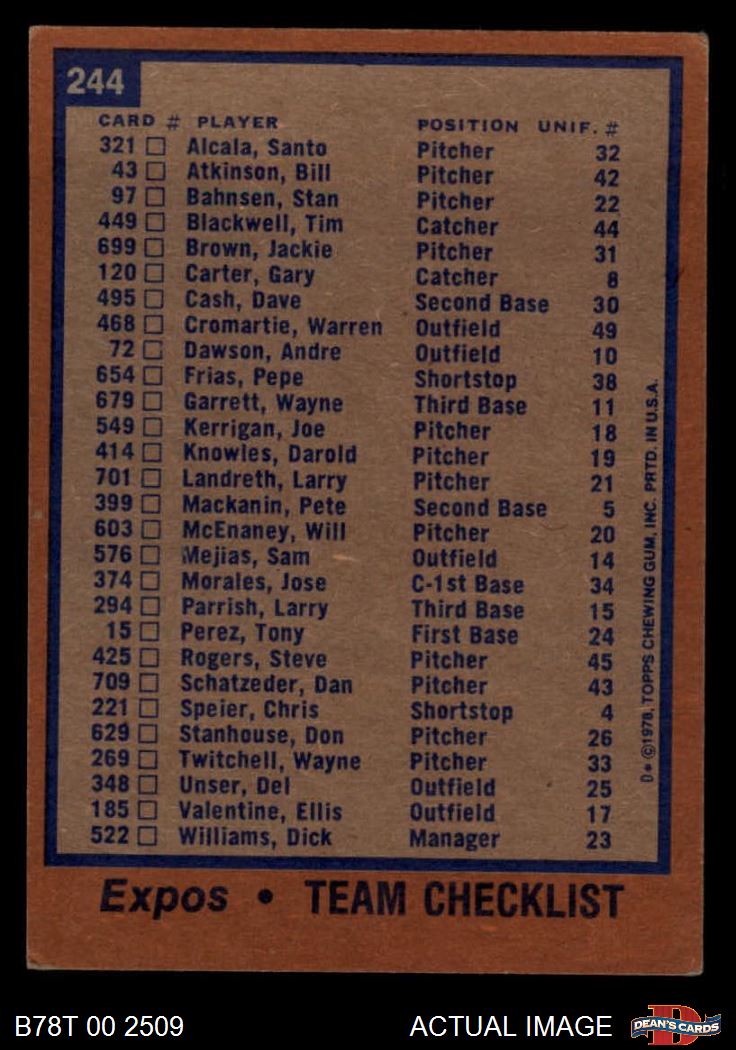 244
CARD # PLAYER POSITION UNIF. #
321 Alcala, Santo Pitcher 32
43 Atkinson, Bill Pitcher 42
97 Bahnsen, Stan Pitcher 22
449 Blackwell, Tim Catcher 44
699 Brown, Jackie Pitcher 31
120 Carter, Gary Catcher 8
495 Cash, Dave Second Base 30
468 Cromartie, Warren Outfield 49
72 Dawson, Andre Outfield 10
654 Frias, Pepe Shortstop 38
679 Garrett, Wayne Third Base 11
549 Kerrigan, Joe Pitcher 18
414 Knowles, Darold Pitcher 19
701 Landreth, Larry Pitcher 21
399 Mackanin, Pete Second Base 5
603 McEnaney, Will Pitcher 20
576 Mejias, Sam Outfield 14
374 Morales, Jose C-1st Base 34
294 Parrish, Larry Third Base 15
15 Perez, Tony First Base 24
425 Rogers, Steve Pitcher 45
709 Schatzeder, Dan Pitcher 43
221 Speier, Chris Shortstop 4
629 Stanhouse, Don Pitcher 26
269 Twitchell, Wayne Pitcher 33
348 Unser, Del Outfield 25
185 Valentine, Ellis Outfield 17
522 Williams, Dick Manager 23
D* ©1978, TOPPS CHEWING GUM, INC. PRTD. IN U.S.A.
Expos • TEAM CHECKLIST
B78T 00 2509 ACTUAL IMAGE
DEAN'S CARDS